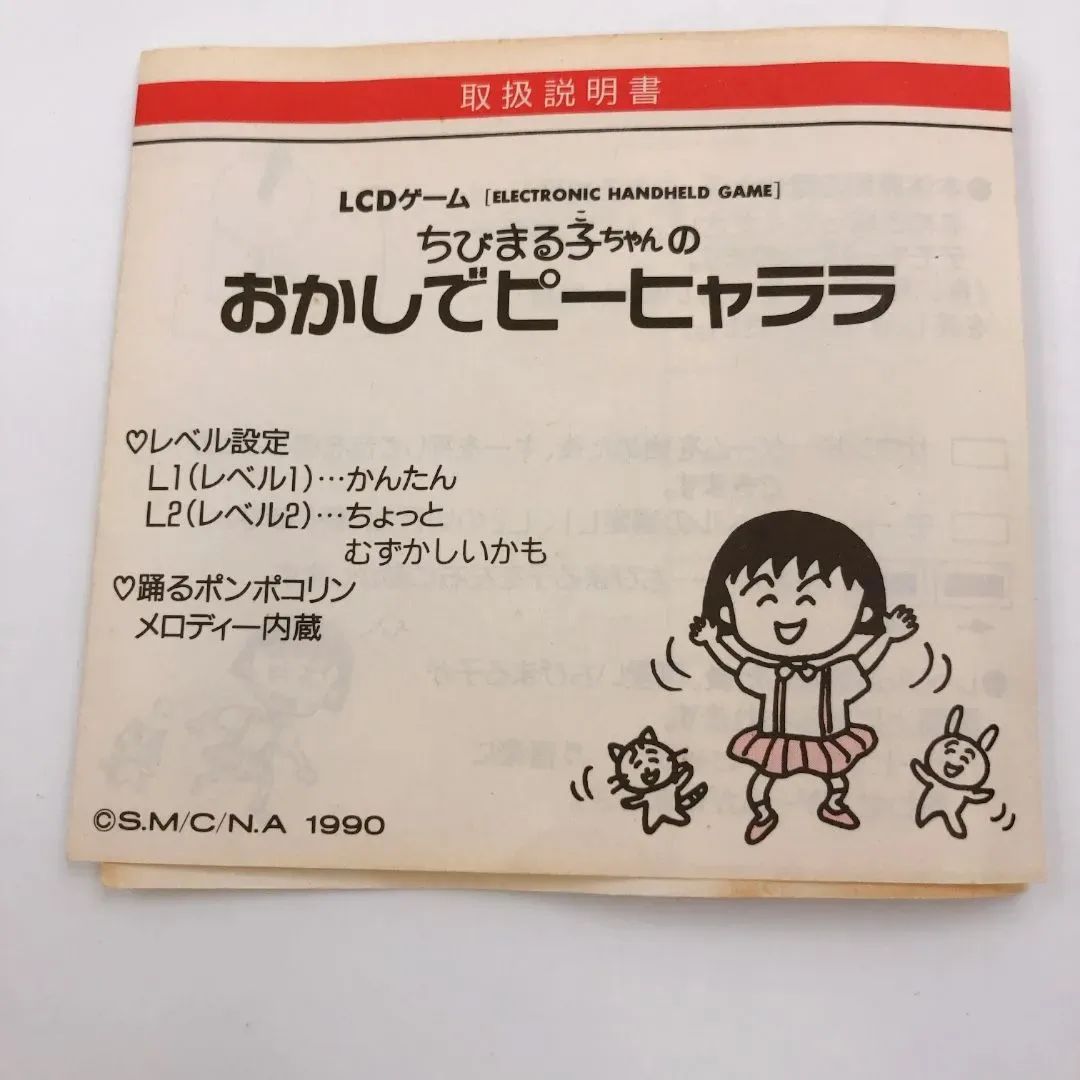 取扱説明書
LCDゲーム [ELECTRONIC HANDHELD GAME]
こ
ちびまる子ちゃんの
おかしでピーヒャララ
♡レベル設定
L1(レベル1)…かんたん
L2(レベル2)…ちょっと
むずかしいかも
♡踊るポンポコリン
メロディー内蔵
©S.M/C/N.A 1990